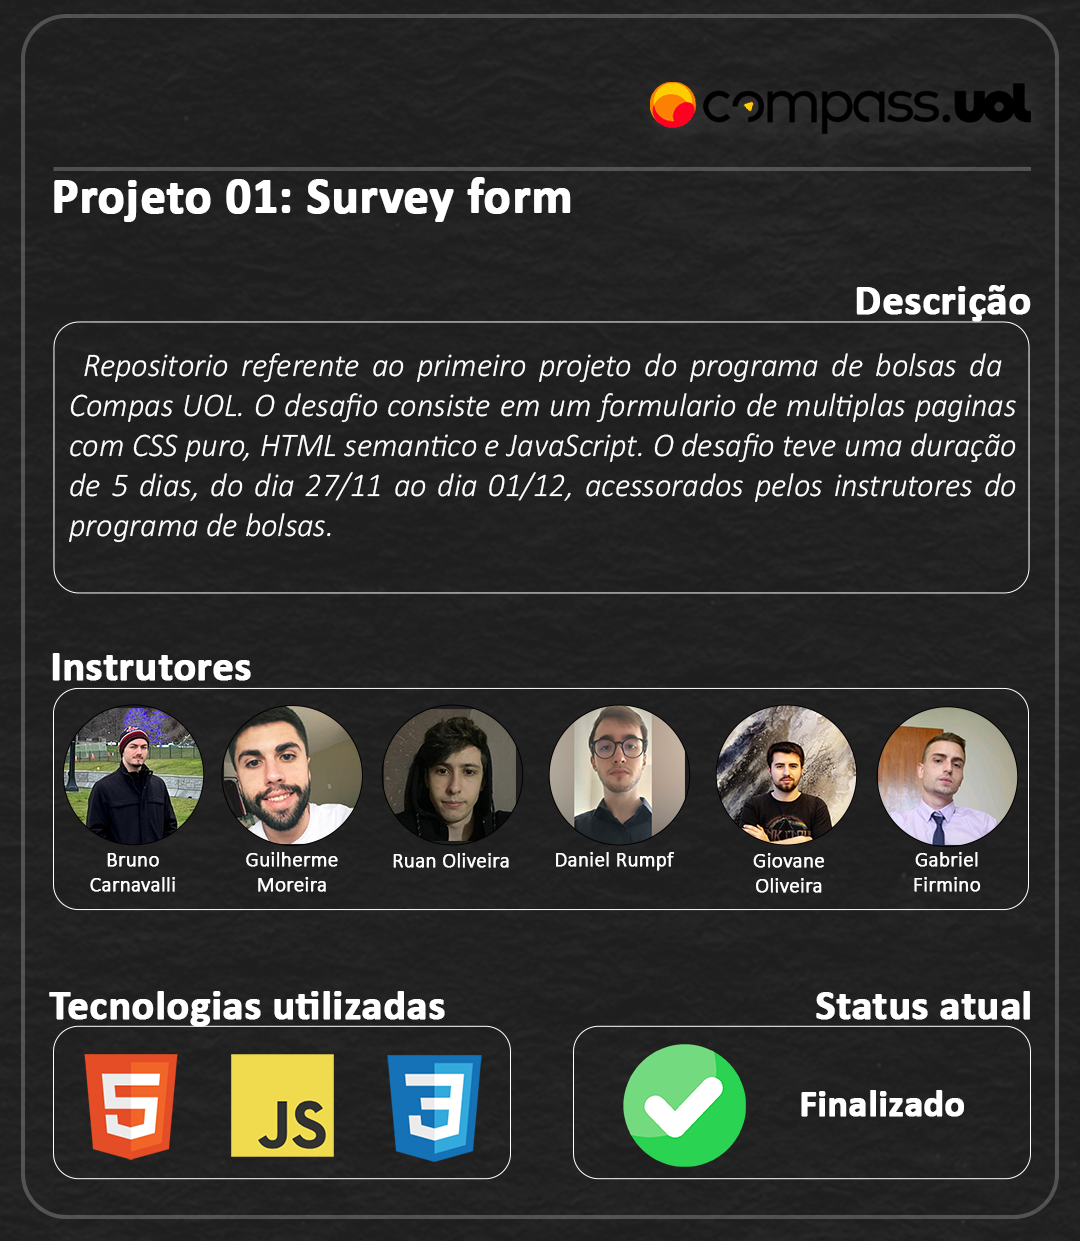 compass.uol
Projeto 01: Survey form
Descrição
Repositorio referente ao primeiro projeto do programa de bolsas da
Compas UOL. O desafio consiste em um formulario de multiplas paginas
com CSS puro, HTML semantico e JavaScript. O desafio teve uma duração
de 5 dias, do dia 27/11 ao dia 01/12, acessorados pelos instrutores do
programa de bolsas.
Instrutores
Bruno
Carnavalli
Guilherme
Moreira
Ruan Oliveira
Daniel Rumpf
Giovane
Oliveira
Gabriel
Firmino
Tecnologias utilizadas
5
JS
3
Status atual
Finalizado